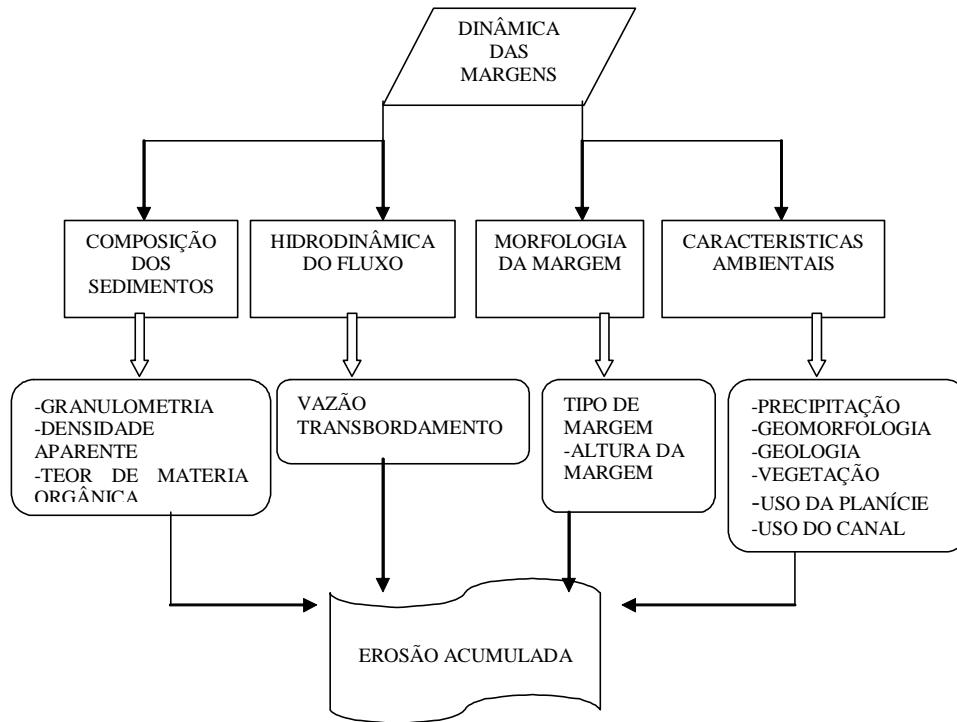 DINÂMICA
DAS
MARGENS
COMPOSIÇÃO
DOS
SEDIMENTOS
HIDRODINÂMICA
DO FLUXO
MORFOLOGIA
DA MARGEM
CARACTERISTICAS
AMBIENTAIS
-GRANULOMETRIA
-DENSIDADE
APARENTE
-TEOR DE MATERIA
ORGÂNICA
VAZÃO
TRANSBORDAMENTO
TIPO DE
MARGEM
-ALTURA DA
MARGEM
-PRECIPITAÇÃO
-GEOMORFOLOGIA
-GEOLOGIA
-VEGETAÇÃO
-USO DA PLANÍCIE
-USO DO CANAL
EROSÃO ACUMULADA